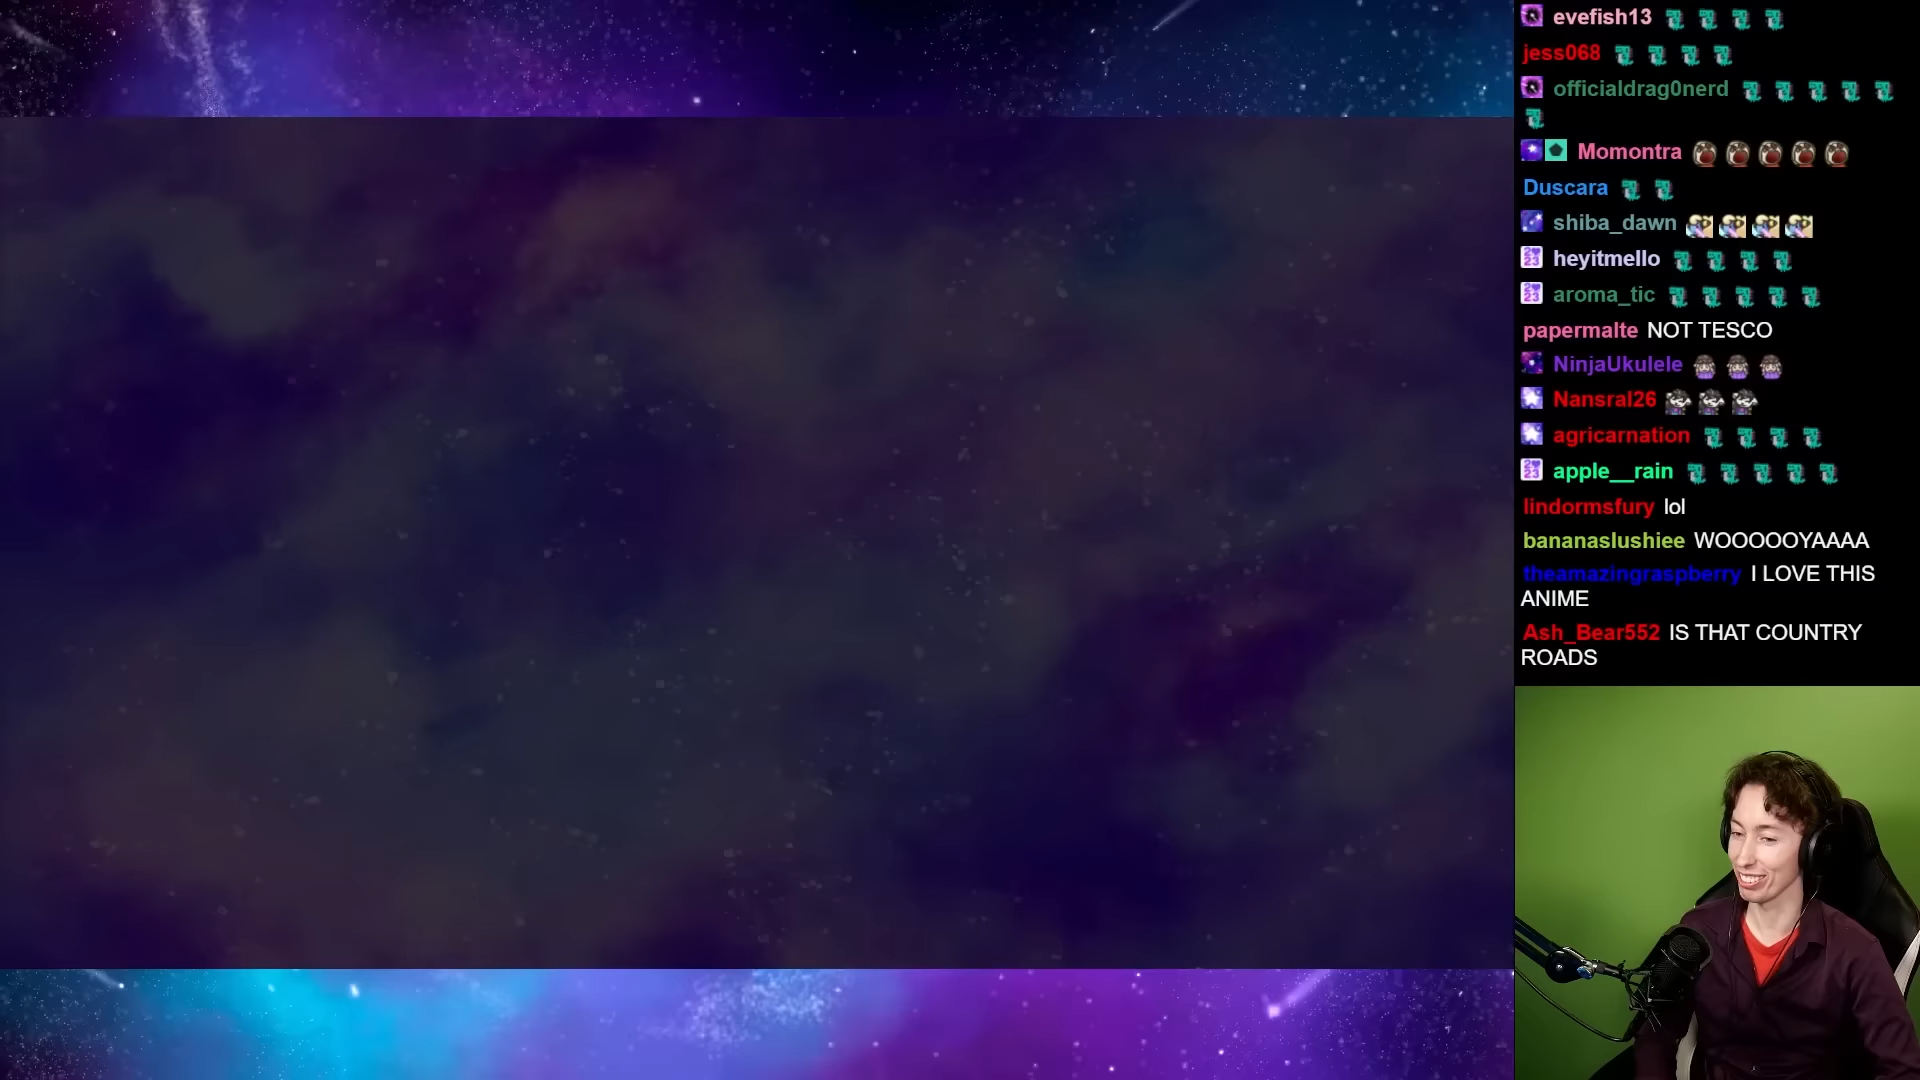 evefish13
jess068
officialdrag0nerd
Momontra
Duscara
shiba_dawn
heyitmello
aroma_tic
papermalte NOT TESCO
NinjaUkulele
Nansral26
agricarnation
apple__rain
lindormsfury lol
bananaslushiee WOOOOOYAAAA
theamazingraspberry I LOVE THIS
ANIME
Ash_Bear552 IS THAT COUNTRY
ROADS